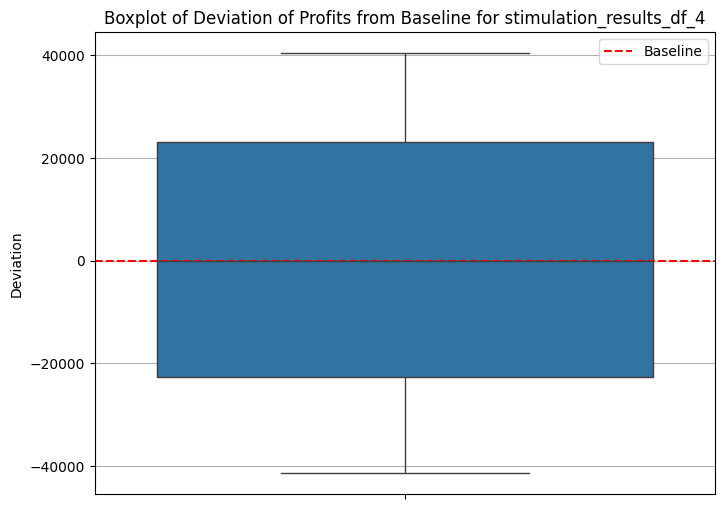 Boxplot of Deviation of Profits from Baseline for stimulation_results_df_4
Baseline
40000
20000
0
−20000
−40000
Deviation